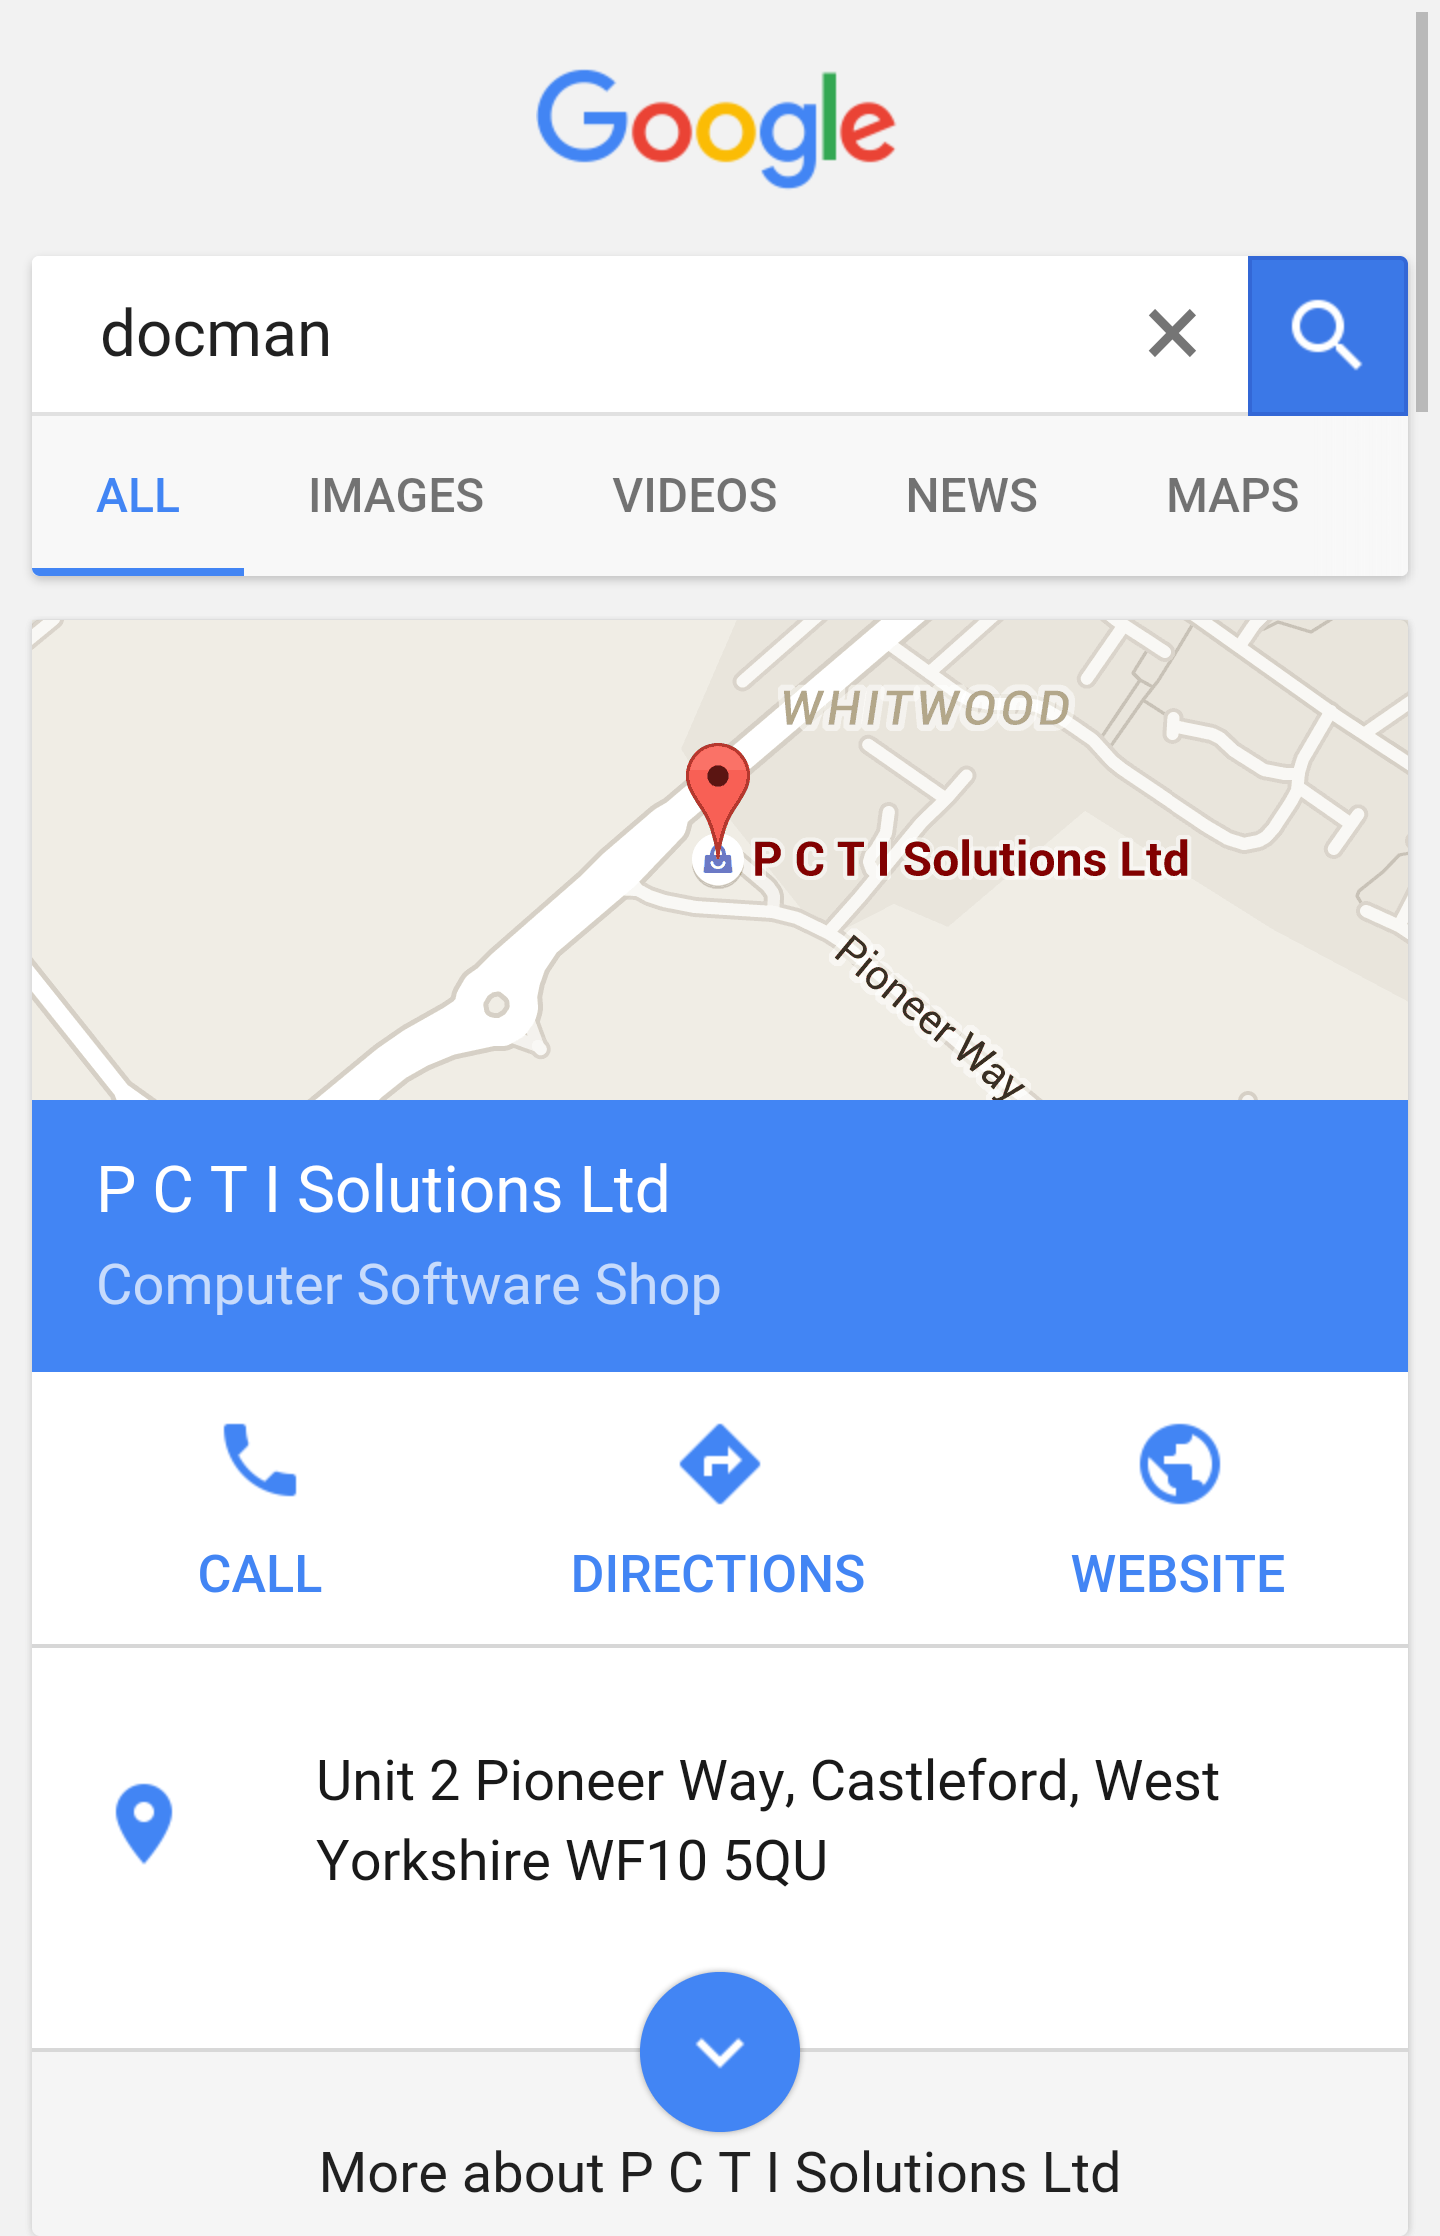 Google
docman
ALL IMAGES VIDEOS NEWS MAPS
WHITWOOD
P C T I Solutions Ltd
Pioneer Way
P C T I Solutions Ltd
Computer Software Shop
CALL DIRECTIONS WEBSITE
Unit 2 Pioneer Way, Castleford, West
Yorkshire WF10 5QU
More about P C T I Solutions Ltd